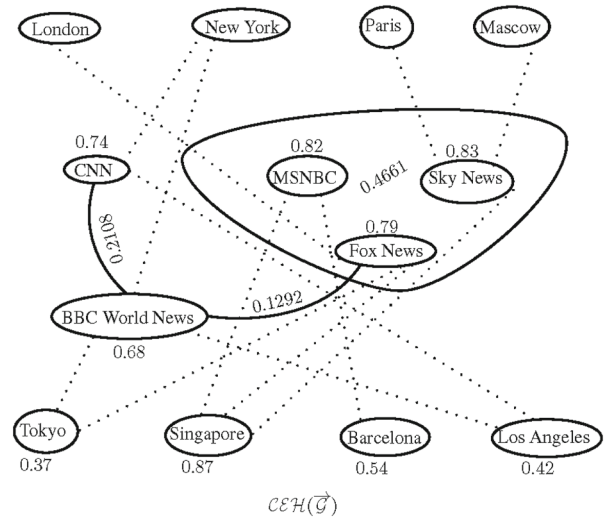 London New York Paris Mascow
0.74 0.82 0.83
CNN MSNBC 0.4661 Sky News
0.79
Fox News
0.2108
0.1292
BBC World News
0.68
Tokyo Singapore Barcelona Los Angeles
0.37 0.87 0.54 0.42
𝒞ℰℋ(𝒢⃗)